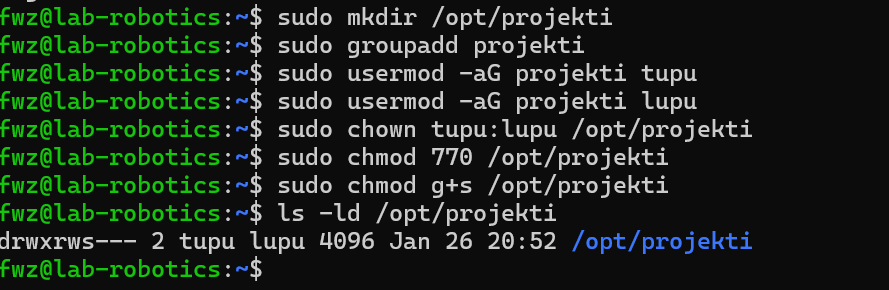 fwz@lab-robotics:~$ sudo mkdir /opt/projekti
fwz@lab-robotics:~$ sudo groupadd projekti
fwz@lab-robotics:~$ sudo usermod -aG projekti tupu
fwz@lab-robotics:~$ sudo usermod -aG projekti lupu
fwz@lab-robotics:~$ sudo chown tupu:lupu /opt/projekti
fwz@lab-robotics:~$ sudo chmod 770 /opt/projekti
fwz@lab-robotics:~$ sudo chmod g+s /opt/projekti
fwz@lab-robotics:~$ ls -ld /opt/projekti
drwxrws--- 2 tupu lupu 4096 Jan 26 20:52 /opt/projekti
fwz@lab-robotics:~$